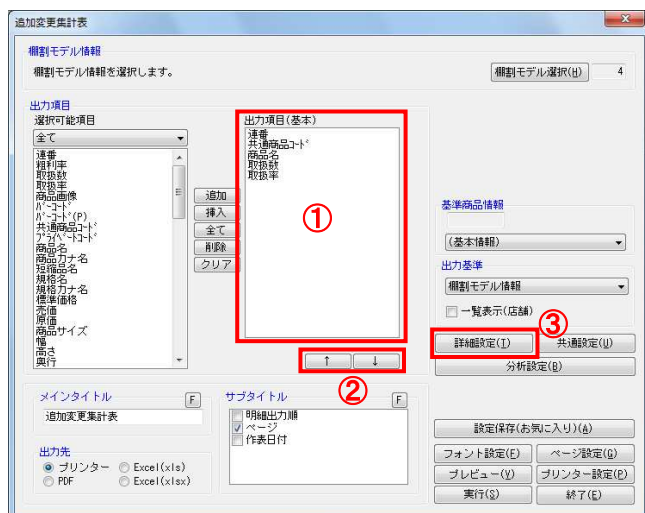 追加変更集計表
棚割モデル情報
棚割モデル情報を選択します。
棚割モデル選択(H)
4
出力項目
選択可能項目
全て
連番
粗利率
取扱数
取扱率
商品画像
ﾊﾞｰｺｰﾄﾞ
ﾊﾞｰｺｰﾄﾞ(P)
共通商品ｺｰﾄﾞ
ﾌﾟﾗｲﾍﾞｰﾄｺｰﾄﾞ
商品名
商品カナ名
短縮品名
規格名
規格カナ名
標準価格
売価
原価
商品サイズ
幅
高さ
奥行
追加
挿入
全て
削除
クリア
出力項目(基本)
連番
共通商品ｺｰﾄﾞ
商品名
取扱数
取扱率
①
↑
↓
②
基準商品情報
(基本情報)
出力基準
棚割モデル情報
一覧表示(店舗)
③
詳細設定(I)
共通設定(U)
分析設定(B)
メインタイトル
F
追加変更集計表
サブタイトル
F
明細出力順
ページ
作表日付
出力先
プリンター
Excel(xls)
PDF
Excel(xlsx)
設定保存(お気に入り)(A)
フォント設定(F)
ページ設定(G)
プレビュー(V)
プリンター設定(P)
実行(S)
終了(E)